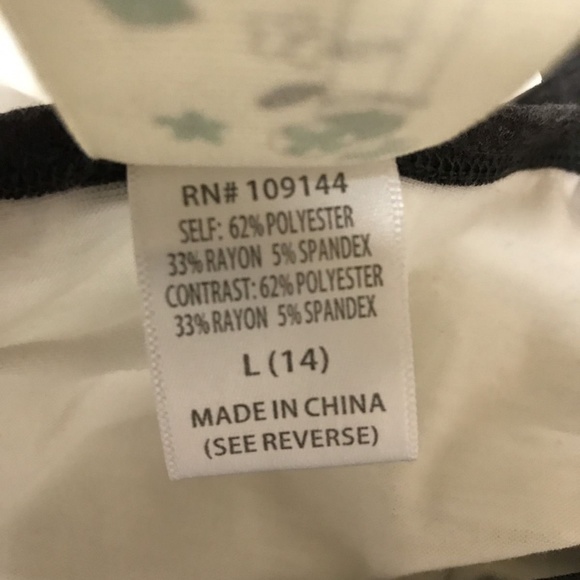 RN# 109144
SELF: 62% POLYESTER
33% RAYON 5% SPANDEX
CONTRAST: 62% POLYESTER
33% RAYON 5% SPANDEX
L (14)
MADE IN CHINA
(SEE REVERSE)